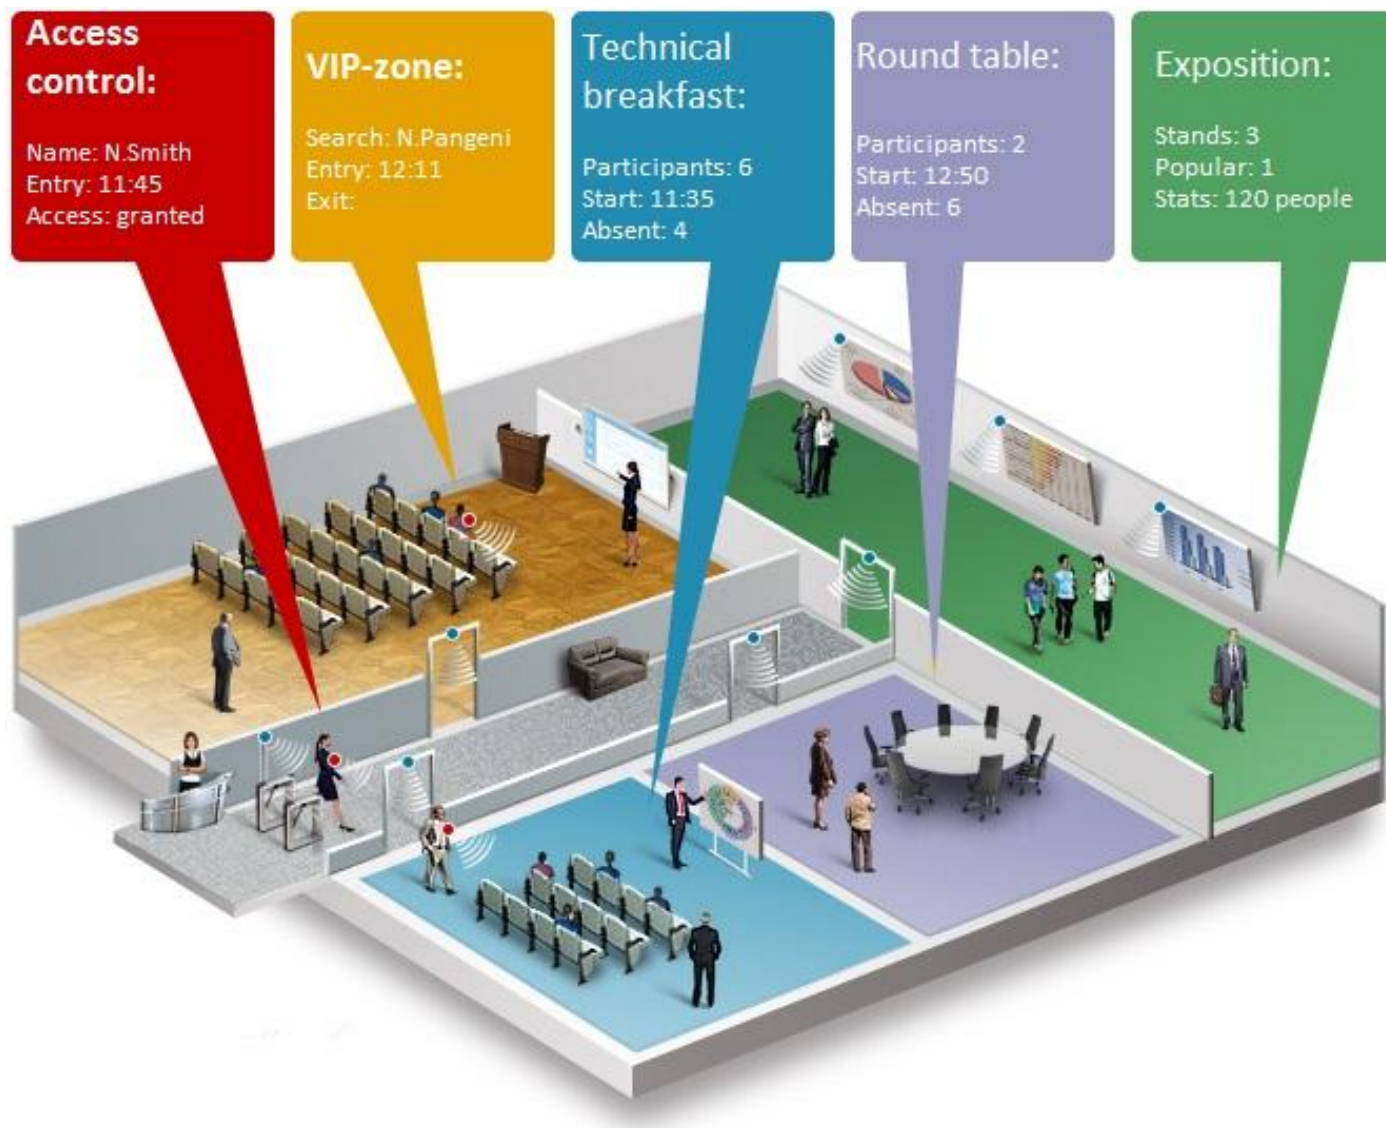 Access
control:
Name: N.Smith
Entry: 11:45
Access: granted
VIP-zone:
Search: N.Pangeni
Entry: 12:11
Exit:
Technical
breakfast:
Participants: 6
Start: 11:35
Absent: 4
Round table:
Participants: 2
Start: 12:50
Absent: 6
Exposition:
Stands: 3
Popular: 1
Stats: 120 people